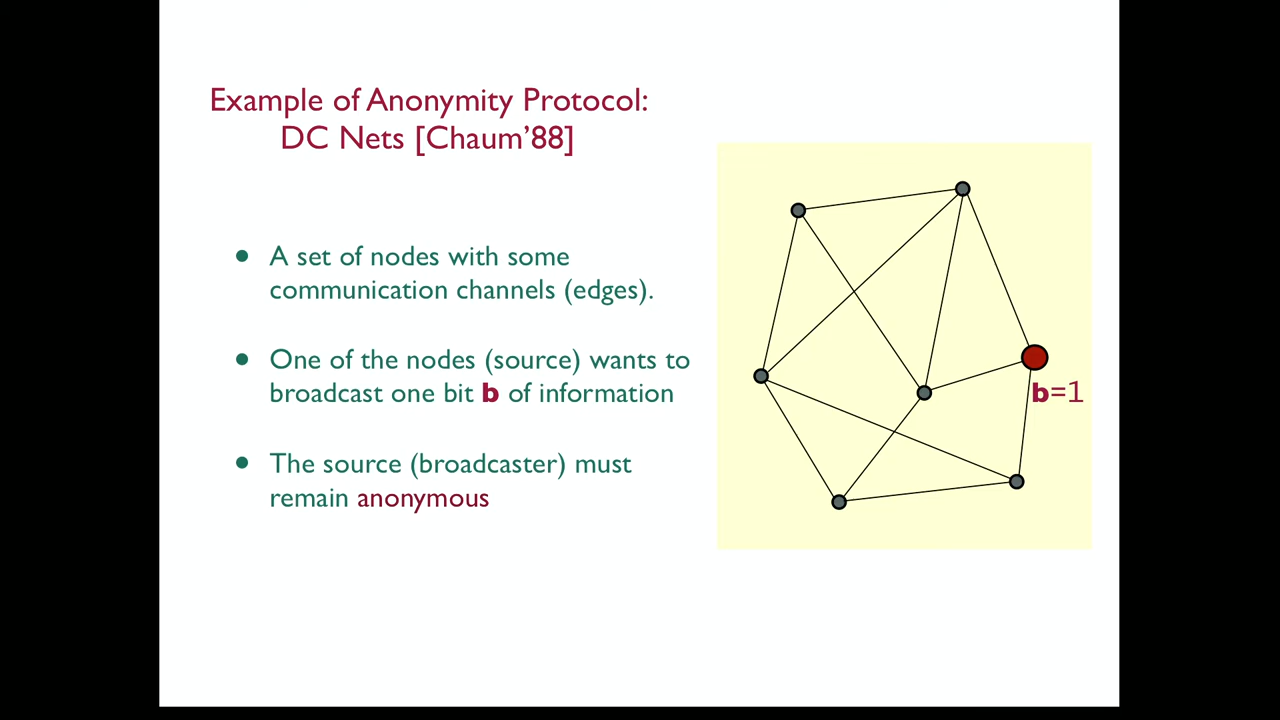 Example of Anonymity Protocol:
DC Nets [Chaum’88]
● A set of nodes with some
communication channels (edges).
● One of the nodes (source) wants to
broadcast one bit b of information
● The source (broadcaster) must
remain anonymous
b=1